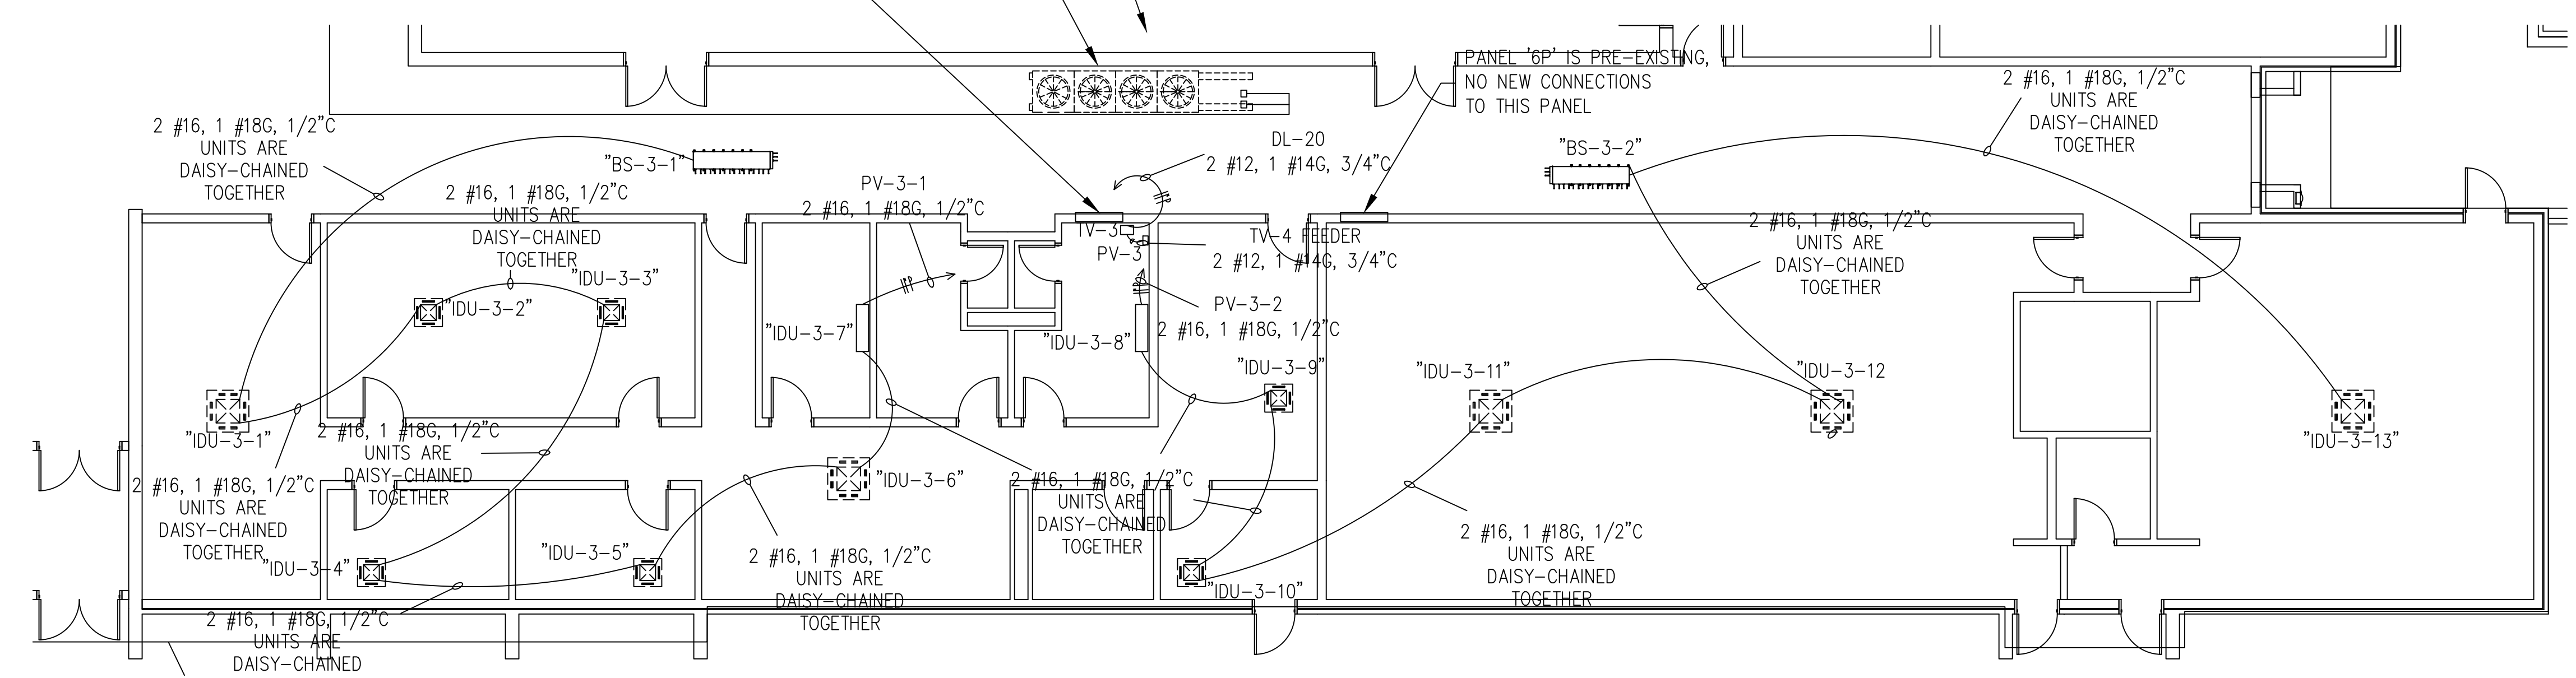 PANEL '6P' IS PRE-EXISTING,
NO NEW CONNECTIONS
TO THIS PANEL
2 #16, 1 #18G, 1/2"C
UNITS ARE
DAISY-CHAINED
TOGETHER
2 #16, 1 #18G, 1/2"C
UNITS ARE
DAISY-CHAINED
TOGETHER
"BS-3-1"
DL-20
2 #12, 1 #14G, 3/4"C
"BS-3-2"
2 #16, 1 #18G, 1/2"C
UNITS ARE
DAISY-CHAINED
TOGETHER
PV-3-1
2 #16, 1 #18G, 1/2"C
TV-3
PV-3
TV-4 FEEDER
2 #12, 1 #14G, 3/4"C
2 #16, 1 #18G, 1/2"C
UNITS ARE
DAISY-CHAINED
TOGETHER
"IDU-3-2"
"IDU-3-3"
"IDU-3-7"
"IDU-3-8"
PV-3-2
2 #16, 1 #18G, 1/2"C
"IDU-3-9"
"IDU-3-11"
"IDU-3-12
"IDU-3-1"
"IDU-3-13"
2 #16, 1 #18G, 1/2"C
UNITS ARE
DAISY-CHAINED
TOGETHER
2 #16, 1 #18G, 1/2"C
UNITS ARE
DAISY-CHAINED
TOGETHER
"IDU-3-6"
2 #16, 1 #18G, 1/2"C
UNITS ARE
DAISY-CHAINED
TOGETHER
"IDU-3-4"
"IDU-3-5"
2 #16, 1 #18G, 1/2"C
UNITS ARE
DAISY-CHAINED
TOGETHER
"IDU-3-10"
2 #16, 1 #18G, 1/2"C
UNITS ARE
DAISY-CHAINED
TOGETHER
2 #16, 1 #18G, 1/2"C
UNITS ARE
DAISY-CHAINED